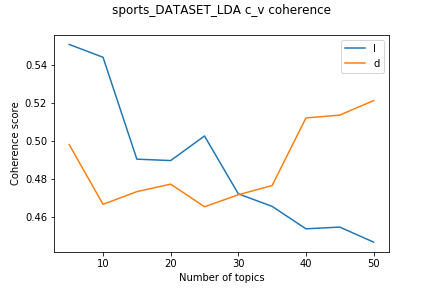 sports_DATASET_LDA c_v coherence
l
d
0.54
0.52
0.50
0.48
0.46
Coherence score
10 20 30 40 50
Number of topics